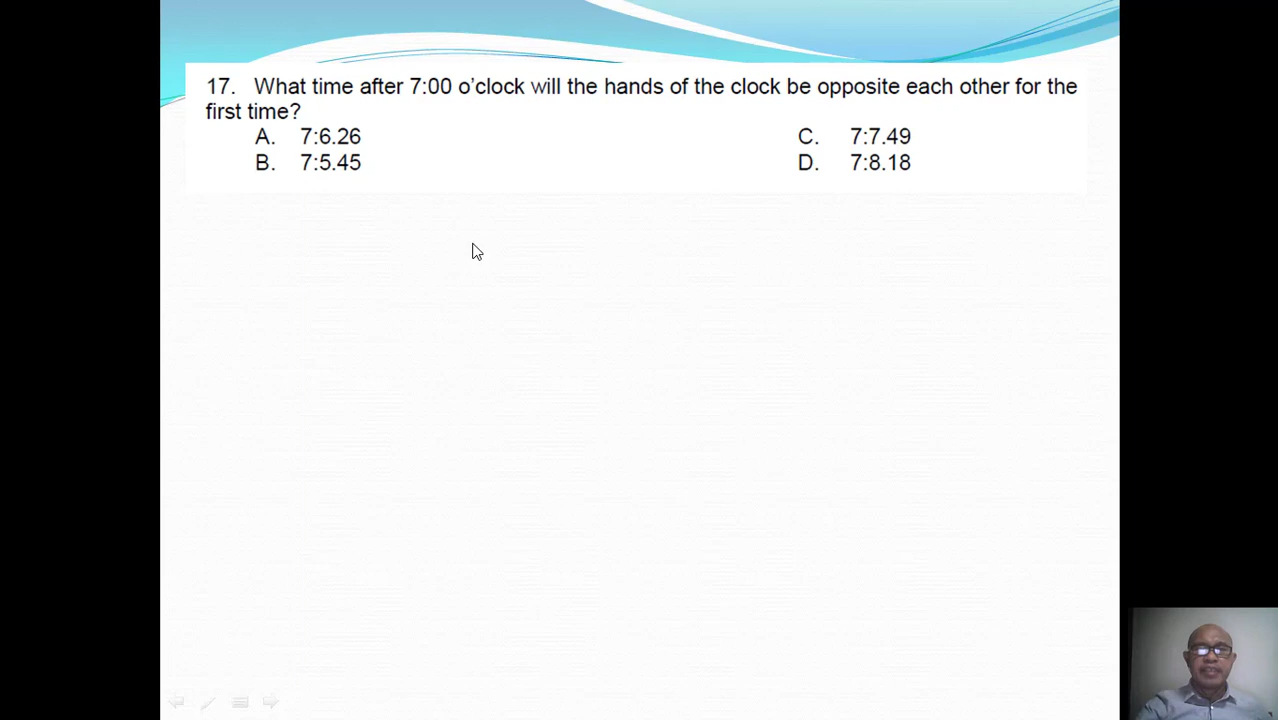 17. What time after 7:00 o’clock will the hands of the clock be opposite each other for the
first time?
A. 7:6.26 C. 7:7.49
B. 7:5.45 D. 7:8.18